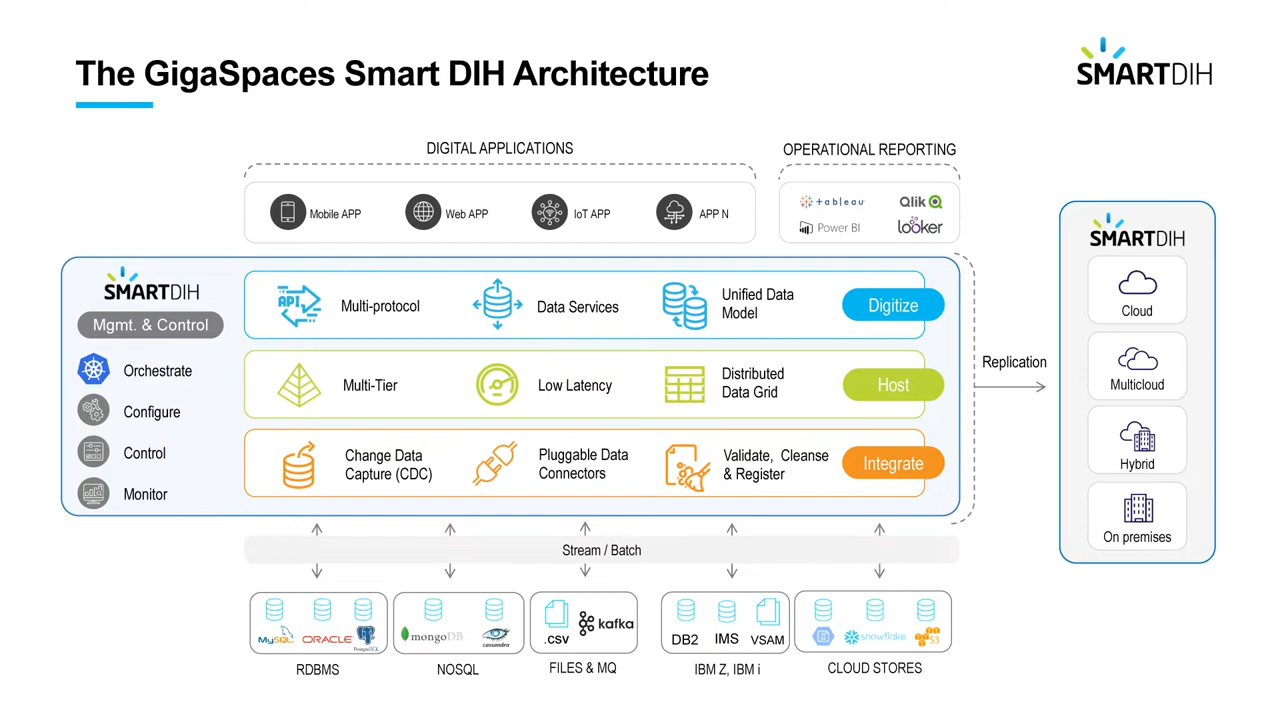 The GigaSpaces Smart DIH Architecture
SMARTDIH
DIGITAL APPLICATIONS
OPERATIONAL REPORTING
Mobile APP
Web APP
IoT APP
APP N
+ableau
Qlik
Power BI
looker
SMARTDIH
Mgmt. & Control
Orchestrate
Configure
Control
Monitor
API
Multi-protocol
Data Services
Unified Data
Model
Digitize
Multi-Tier
Low Latency
Distributed
Data Grid
Host
Change Data
Capture (CDC)
Pluggable Data
Connectors
Validate, Cleanse
& Register
Integrate
Replication
SMARTDIH
Cloud
Multicloud
Hybrid
On premises
Stream / Batch
MySQL
ORACLE
PostgreSQL
RDBMS
mongoDB
cassandra
NOSQL
.CSV
kafka
FILES & MQ
DB2
IMS
VSAM
IBM Z, IBM i
snowflake
S3
CLOUD STORES